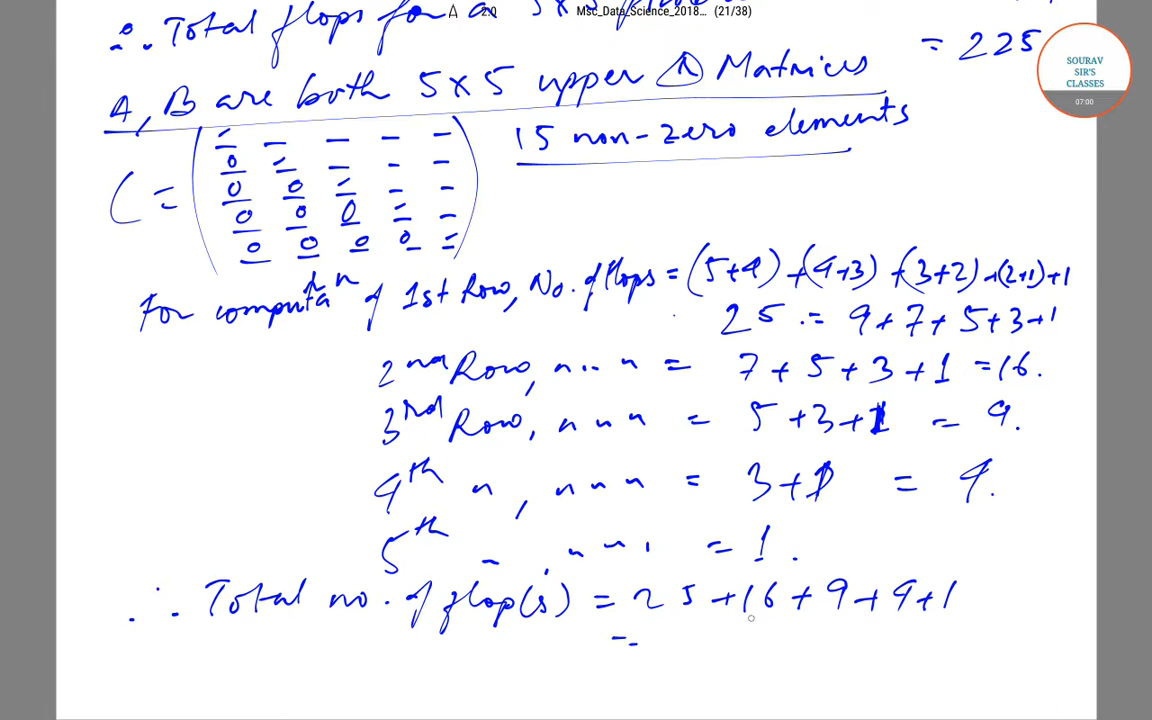 ∴ Total flops for a 5x5
Msc_Data_Science_2018... (21/38)
= 225
SOURAV
SIR'S
CLASSES
07:00
A, B are both 5x5 upper △ Matrices
15 non-zero elements
C = ( - - - - -
0 - - - -
0 0 - - -
0 0 0 - -
0 0 0 0 - )
For computatn of 1st Row, No. of flops = (5+4) + (4+3) + (3+2) + (2+1) + 1
25 = 9 + 7 + 5 + 3 + 1
2nd Row, " " " = 7 + 5 + 3 + 1 = 16.
3rd Row, " " " = 5 + 3 + 1 = 9.
4th " , " " " = 3 + 1 = 4.
5th " , " " " = 1.
∴ Total no. of flop(s) = 25 + 16 + 9 + 4 + 1
=